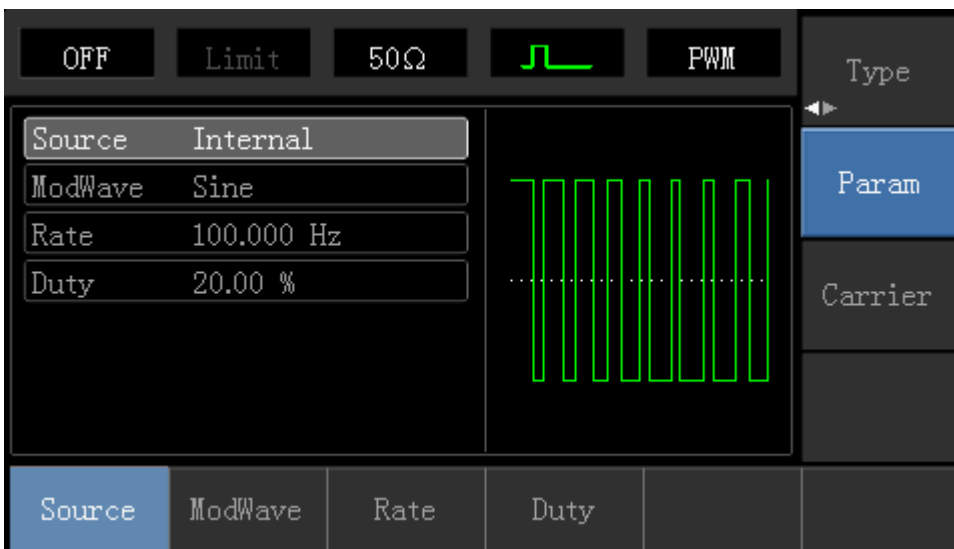 OFF Limit 50Ω PWM
Type
Source Internal
ModWave Sine
Rate 100.000 Hz
Duty 20.00 %
Param
Carrier
Source ModWave Rate Duty